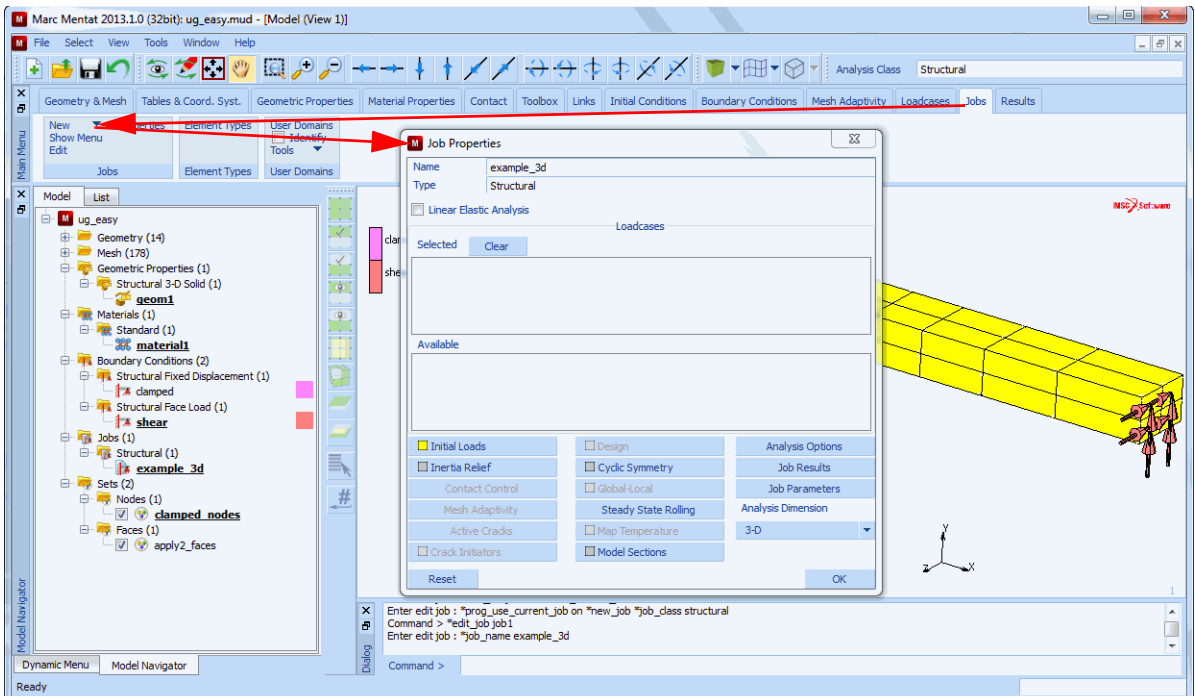 Marc Mentat 2013.1.0 (32bit): ug_easy.mud - [Model (View 1)]
File Select View Tools Window Help
Analysis Class Structural
Geometry & Mesh Tables & Coord. Syst. Geometric Properties Material Properties Contact Toolbox Links Initial Conditions Boundary Conditions Mesh Adaptivity Loadcases Jobs Results
Main Menu
New
Show Menu
Edit
Jobs
Element Types
Element Types
User Domains
Identify
Tools
User Domains
Model List
ug_easy
Geometry (14)
Mesh (178)
Geometric Properties (1)
Structural 3-D Solid (1)
geom1
Materials (1)
Standard (1)
material1
Boundary Conditions (2)
Structural Fixed Displacement (1)
clamped
Structural Face Load (1)
shear
Jobs (1)
Structural (1)
example_3d
Sets (2)
Nodes (1)
clamped_nodes
Faces (1)
apply2_faces
Model Navigator
Dynamic Menu Model Navigator
#
clar
she
MSC Software
Job Properties
Name example_3d
Type Structural
Linear Elastic Analysis
Loadcases
Selected Clear
Available
Initial Loads Design Analysis Options
Inertia Relief Cyclic Symmetry Job Results
Contact Control Global-Local Job Parameters
Mesh Adaptivity Steady State Rolling Analysis Dimension
Active Cracks Map Temperature 3-D
Crack Initiators Model Sections
Reset OK
Y
Z X
1
Dialog
Enter edit job : *prog_use_current_job on *new_job *job_class structural
Command > *edit_job job1
Enter edit job : *job_name example_3d
Command >
Ready